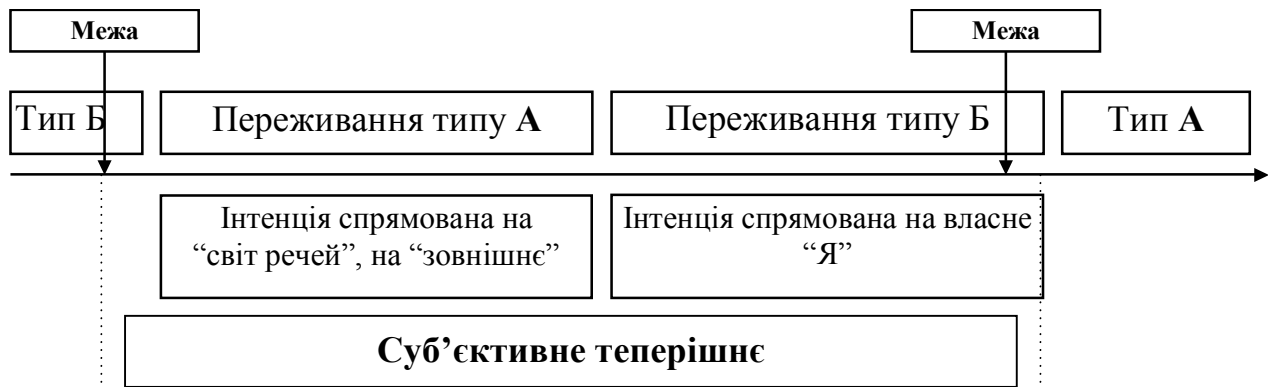 Межа
Межа
Тип Б
Переживання типу А
Переживання типу Б
Тип А
Інтенція спрямована на
“світ речей”, на “зовнішнє”
Інтенція спрямована на власне
“Я”
Суб’єктивне теперішнє